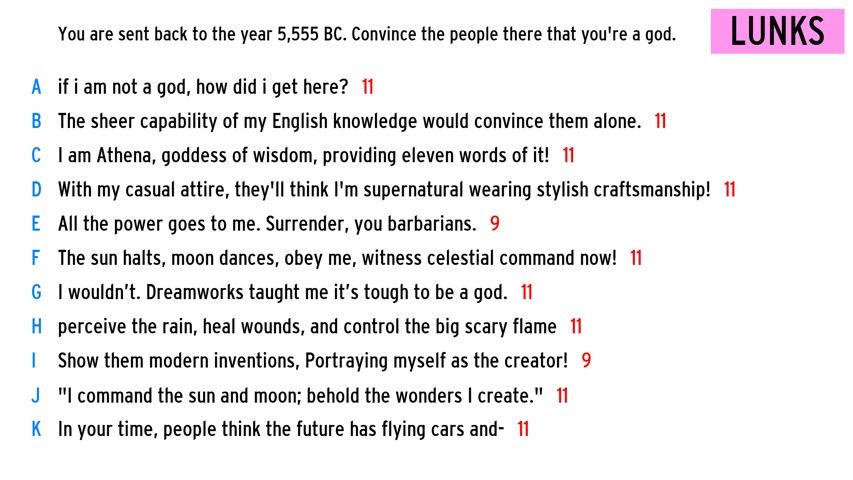 You are sent back to the year 5,555 BC. Convince the people there that you're a god.
LUNKS
A if i am not a god, how did i get here? 11
B The sheer capability of my English knowledge would convince them alone. 11
C I am Athena, goddess of wisdom, providing eleven words of it! 11
D With my casual attire, they'll think I'm supernatural wearing stylish craftsmanship! 11
E All the power goes to me. Surrender, you barbarians. 9
F The sun halts, moon dances, obey me, witness celestial command now! 11
G I wouldn’t. Dreamworks taught me it’s tough to be a god. 11
H perceive the rain, heal wounds, and control the big scary flame 11
I Show them modern inventions, Portraying myself as the creator! 9
J "I command the sun and moon; behold the wonders I create." 11
K In your time, people think the future has flying cars and- 11